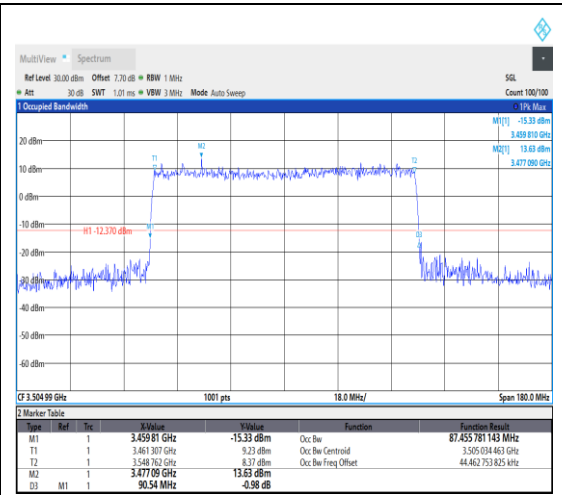 MultiView Spectrum
Ref Level 30.00 dBm Offset 7.70 dB RBW 1 MHz SGL
Att 30 dB SWT 1.01 ms VBW 3 MHz Mode Auto Sweep Count 100/100
1 Occupied Bandwidth 1Pk Max
M1[1] -15.33 dBm
3.459 810 GHz
M2[1] 13.63 dBm
3.477 090 GHz
20 dBm
M2
T1
T2
10 dBm
0 dBm
-10 dBm
M1
H1 -12.370 dBm
D3
-20 dBm
-30 dBm
-40 dBm
-50 dBm
-60 dBm
CF 3.504 99 GHz 1001 pts 18.0 MHz/ Span 180.0 MHz
2 Marker Table
Type Ref Trc X-Value Y-Value Function Function Result
M1 1 3.459 81 GHz -15.33 dBm Occ Bw 87.455 781 143 MHz
T1 1 3.461 307 GHz 9.23 dBm Occ Bw Centroid 3.505 034 463 GHz
T2 1 3.548 762 GHz 8.37 dBm Occ Bw Freq Offset 44.462 753 825 kHz
M2 1 3.477 09 GHz 13.63 dBm
D3 M1 1 90.54 MHz -0.98 dB